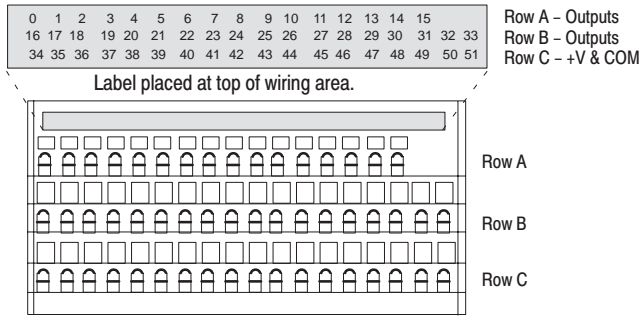 0 1 2 3 4 5 6 7 8 9 10 11 12 13 14 15 Row A – Outputs
16 17 18 19 20 21 22 23 24 25 26 27 28 29 30 31 32 33 Row B – Outputs
34 35 36 37 38 39 40 41 42 43 44 45 46 47 48 49 50 51 Row C – +V & COM
Label placed at top of wiring area.
Row A
Row B
Row C